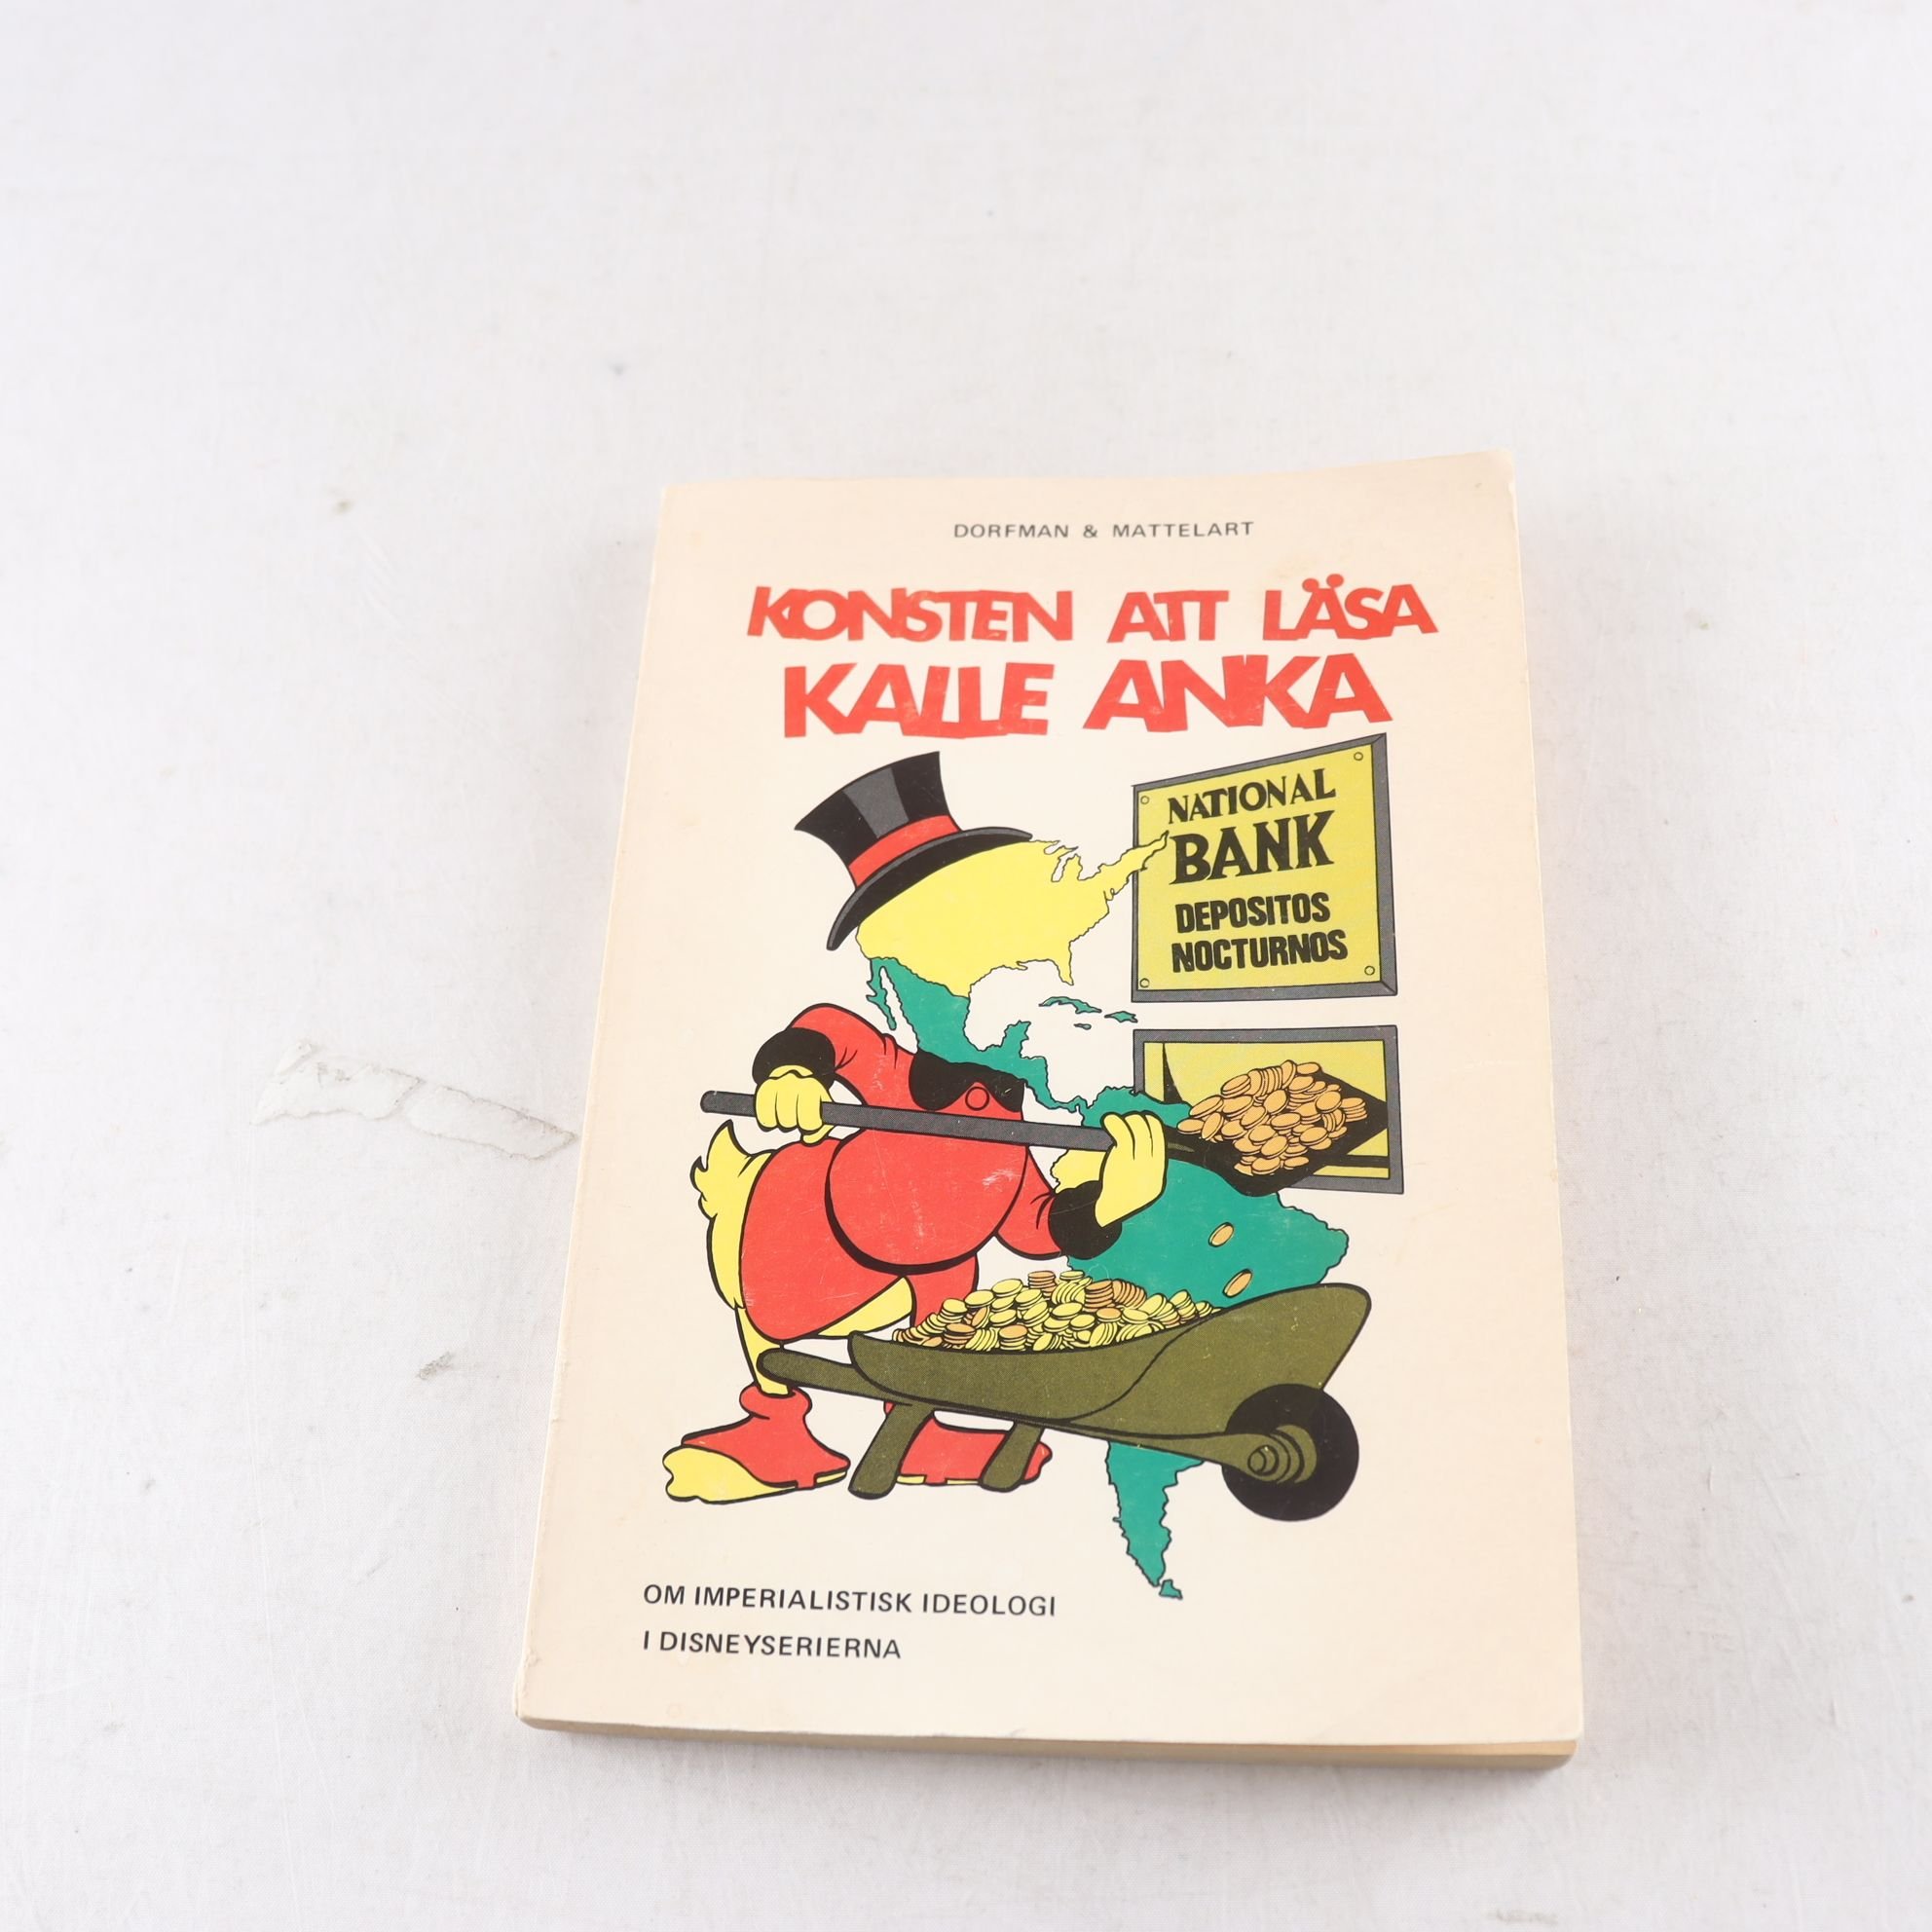 DORFMAN & MATTELART
KONSTEN ATT LÄSA
KALLE ANKA
NATIONAL
BANK
DEPOSITOS
NOCTURNOS
OM IMPERIALISTISK IDEOLOGI
I DISNEYSERIERNA